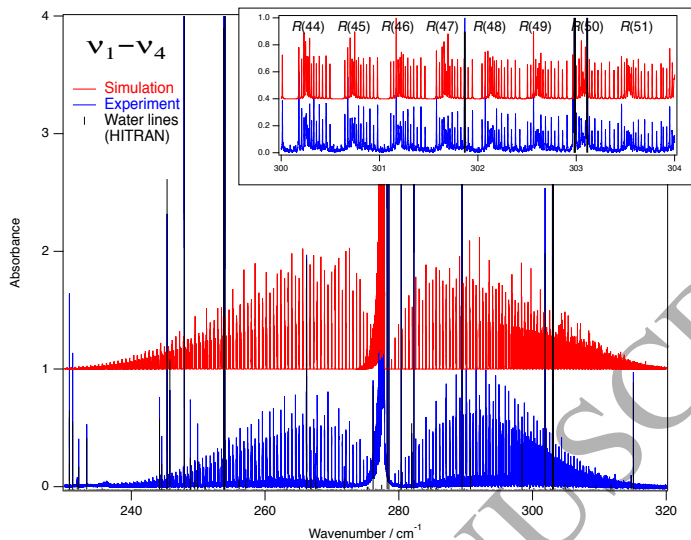 4
3
2
1
0
Absorbance
ν₁−ν₄
Simulation
Experiment
Water lines
(HITRAN)
1.0
0.8
0.6
0.4
0.2
0.0
R(44) R(45) R(46) R(47) R(48) R(49) R(50) R(51)
300 301 302 303 304
240 260 280 300 320
Wavenumber / cm⁻¹
USCR